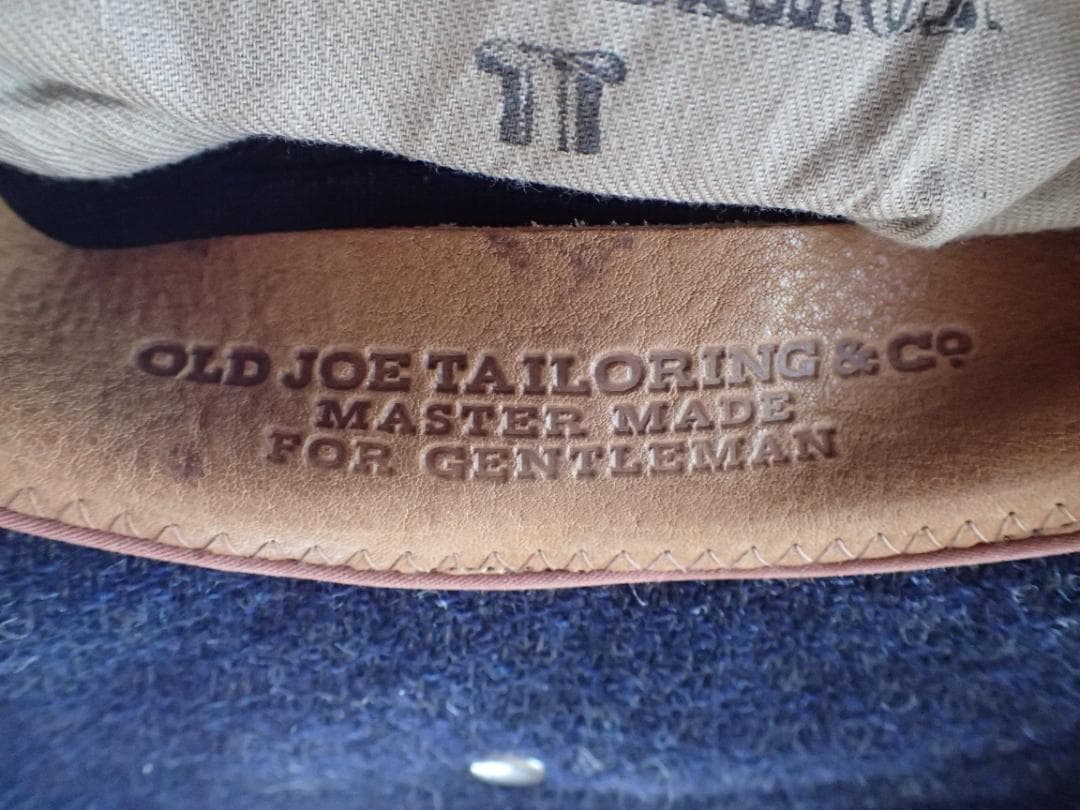 OLD JOE TAILORING & Cº
MASTER MADE
FOR GENTLEMAN